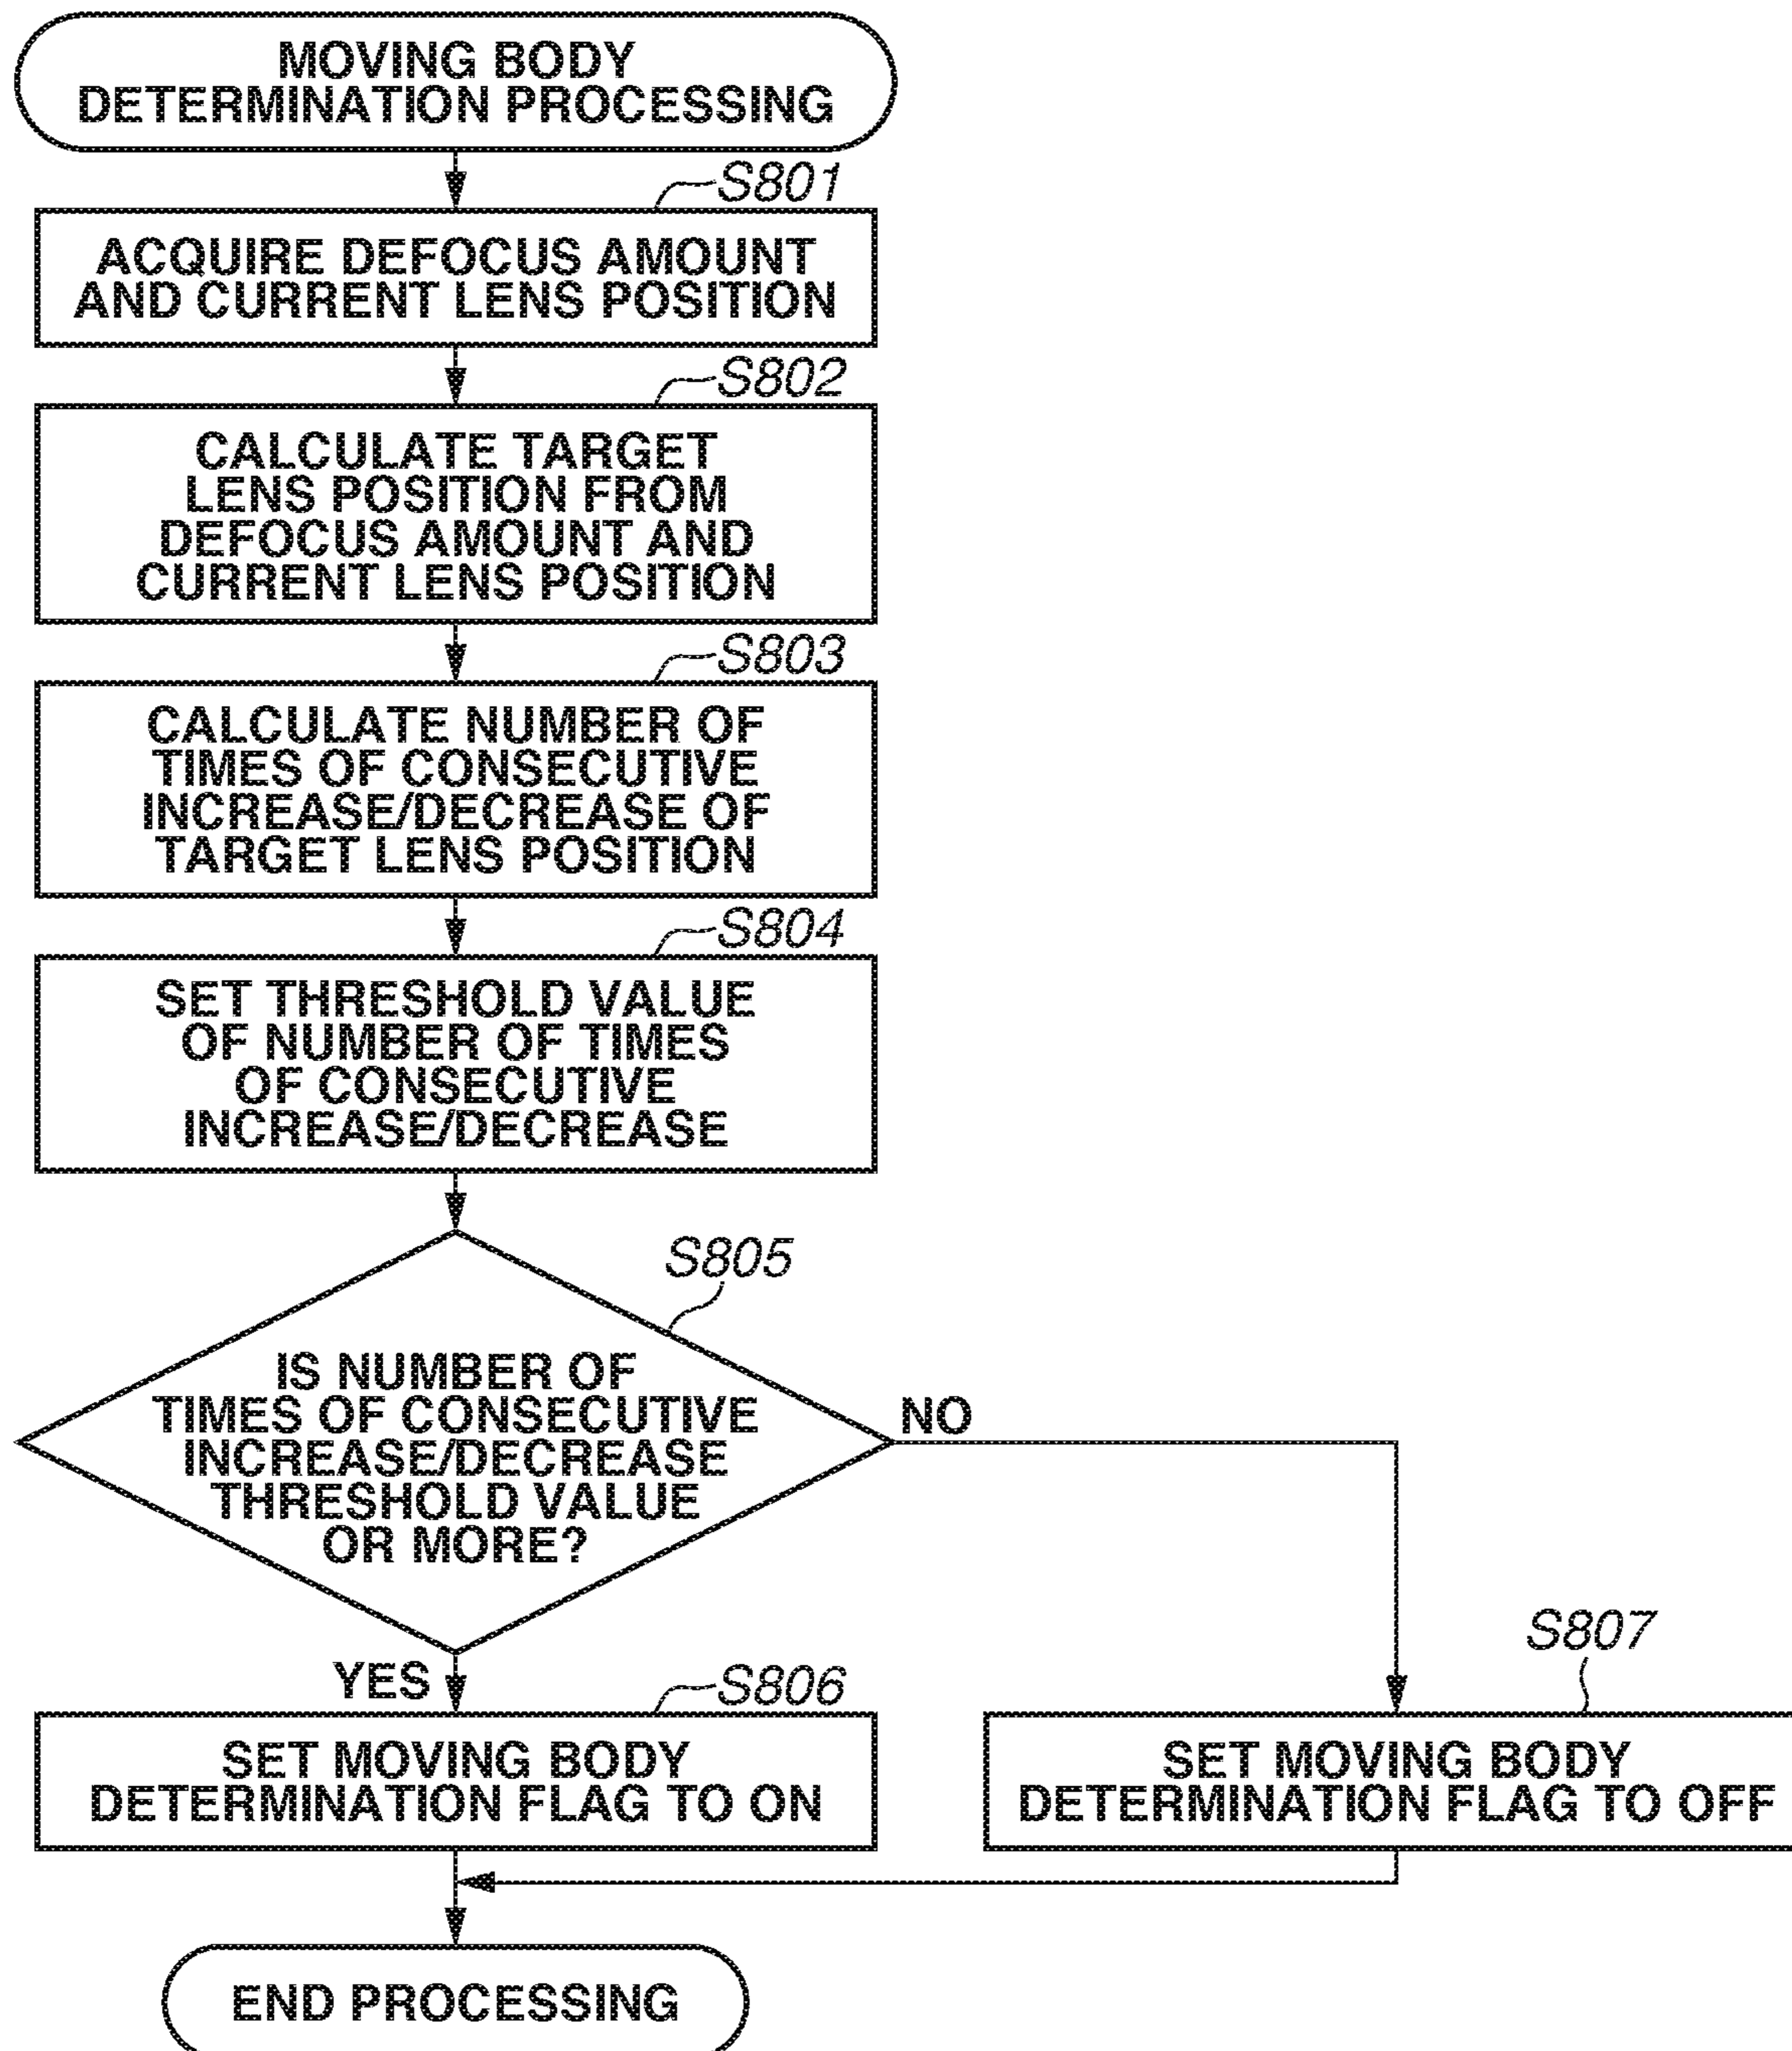 MOVING BODY
DETERMINATION PROCESSING
S801
ACQUIRE DEFOCUS AMOUNT
AND CURRENT LENS POSITION
S802
CALCULATE TARGET
LENS POSITION FROM
DEFOCUS AMOUNT AND
CURRENT LENS POSITION
S803
CALCULATE NUMBER OF
TIMES OF CONSECUTIVE
INCREASE/DECREASE OF
TARGET LENS POSITION
S804
SET THRESHOLD VALUE
OF NUMBER OF TIMES
OF CONSECUTIVE
INCREASE/DECREASE
S805
IS NUMBER OF
TIMES OF CONSECUTIVE
INCREASE/DECREASE
THRESHOLD VALUE
OR MORE?
NO
YES
S806
SET MOVING BODY
DETERMINATION FLAG TO ON
S807
SET MOVING BODY
DETERMINATION FLAG TO OFF
END PROCESSING